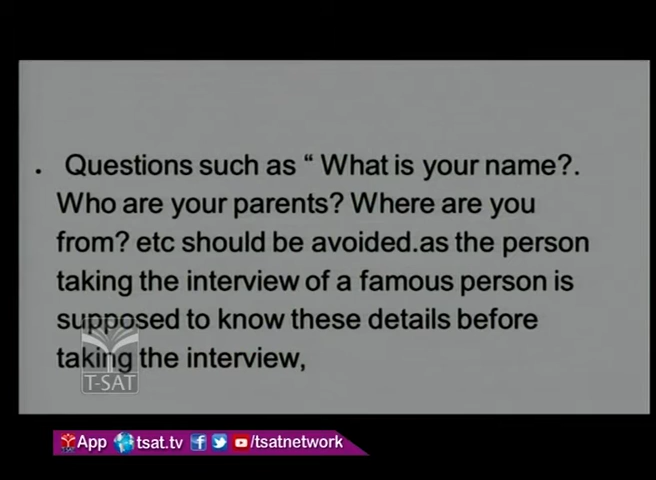 . Questions such as “ What is your name?.
Who are your parents? Where are you
from? etc should be avoided.as the person
taking the interview of a famous person is
supposed to know these details before
taking the interview,
T-SAT
App tsat.tv /tsatnetwork